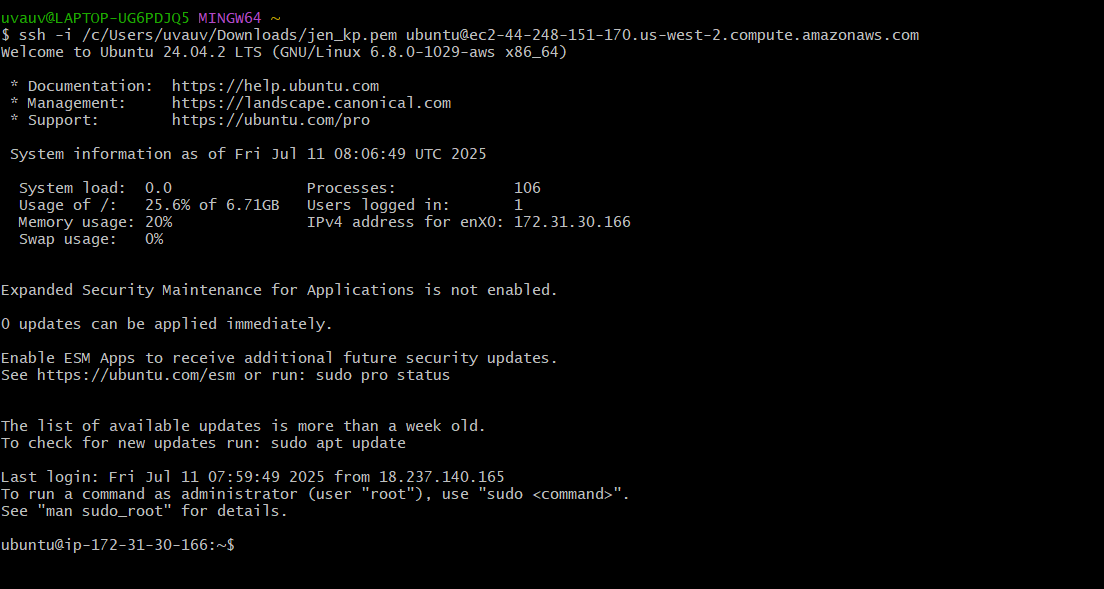 uvauv@LAPTOP-UG6PDJQ5 MINGW64 ~
$ ssh -i /c/Users/uvauv/Downloads/jen_kp.pem ubuntu@ec2-44-248-151-170.us-west-2.compute.amazonaws.com
Welcome to Ubuntu 24.04.2 LTS (GNU/Linux 6.8.0-1029-aws x86_64)
* Documentation:  https://help.ubuntu.com
* Management:     https://landscape.canonical.com
* Support:        https://ubuntu.com/pro
System information as of Fri Jul 11 08:06:49 UTC 2025
System load:  0.0               Processes:             106
Usage of /:   25.6% of 6.71GB   Users logged in:       1
Memory usage: 20%               IPv4 address for enX0: 172.31.30.166
Swap usage:   0%
Expanded Security Maintenance for Applications is not enabled.
0 updates can be applied immediately.
Enable ESM Apps to receive additional future security updates.
See https://ubuntu.com/esm or run: sudo pro status
The list of available updates is more than a week old.
To check for new updates run: sudo apt update
Last login: Fri Jul 11 07:59:49 2025 from 18.237.140.165
To run a command as administrator (user "root"), use "sudo <command>".
See "man sudo_root" for details.
ubuntu@ip-172-31-30-166:~$